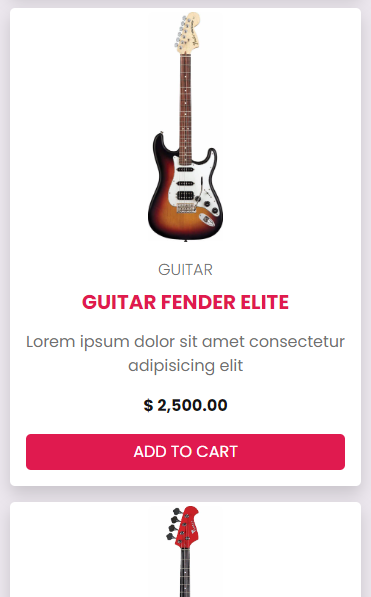 GUITAR
GUITAR FENDER ELITE
Lorem ipsum dolor sit amet consectetur
adipisicing elit
$ 2,500.00
ADD TO CART